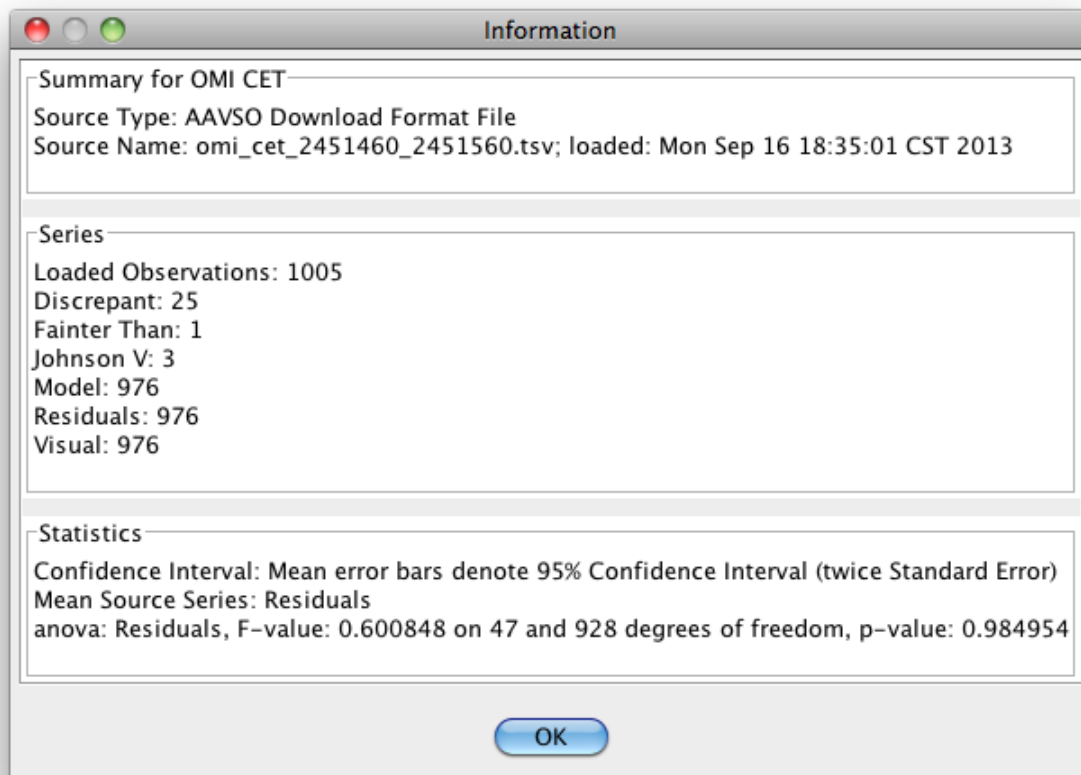 Information
Summary for OMI CET
Source Type: AAVSO Download Format File
Source Name: omi_cet_2451460_2451560.tsv; loaded: Mon Sep 16 18:35:01 CST 2013
Series
Loaded Observations: 1005
Discrepant: 25
Fainter Than: 1
Johnson V: 3
Model: 976
Residuals: 976
Visual: 976
Statistics
Confidence Interval: Mean error bars denote 95% Confidence Interval (twice Standard Error)
Mean Source Series: Residuals
anova: Residuals, F-value: 0.600848 on 47 and 928 degrees of freedom, p-value: 0.984954
OK